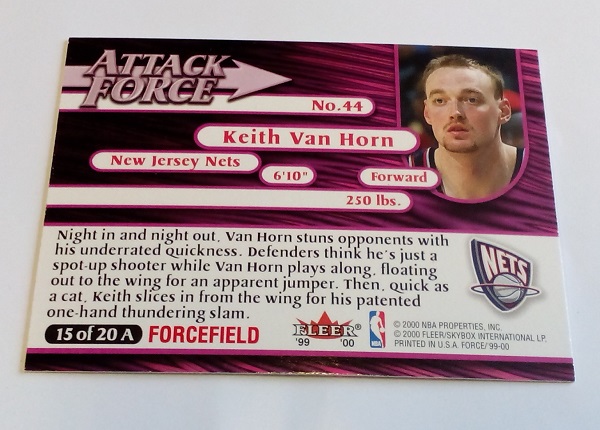 ATTACK
FORCE
No. 44
Keith Van Horn
New Jersey Nets
6'10"
Forward
250 lbs.
Night in and night out, Van Horn stuns opponents with
his underrated quickness. Defenders think he's just a
spot-up shooter while Van Horn plays along, floating
out to the wing for an apparent jumper. Then, quick as
a cat, Keith slices in from the wing for his patented
one-hand thundering slam.
NETS
15 of 20 A FORCEFIELD
FLEER
'99 '00
© 2000 NBA PROPERTIES, INC.
© 2000 FLEER/SKYBOX INTERNATIONAL LP.
PRINTED IN U.S.A. FORCE/'99-00